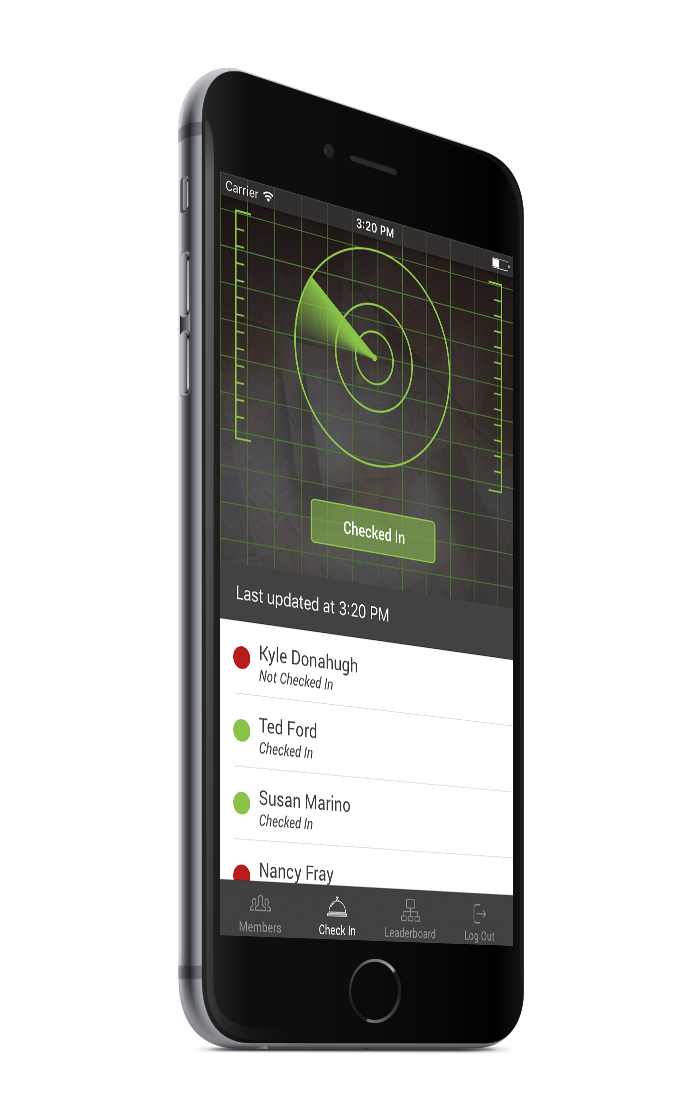 Carrier
3:20 PM
Checked In
Last updated at 3:20 PM
Kyle Donahugh
Not Checked In
Ted Ford
Checked In
Susan Marino
Checked In
Nancy Fray
Members
Check In
Leaderboard
Log Out